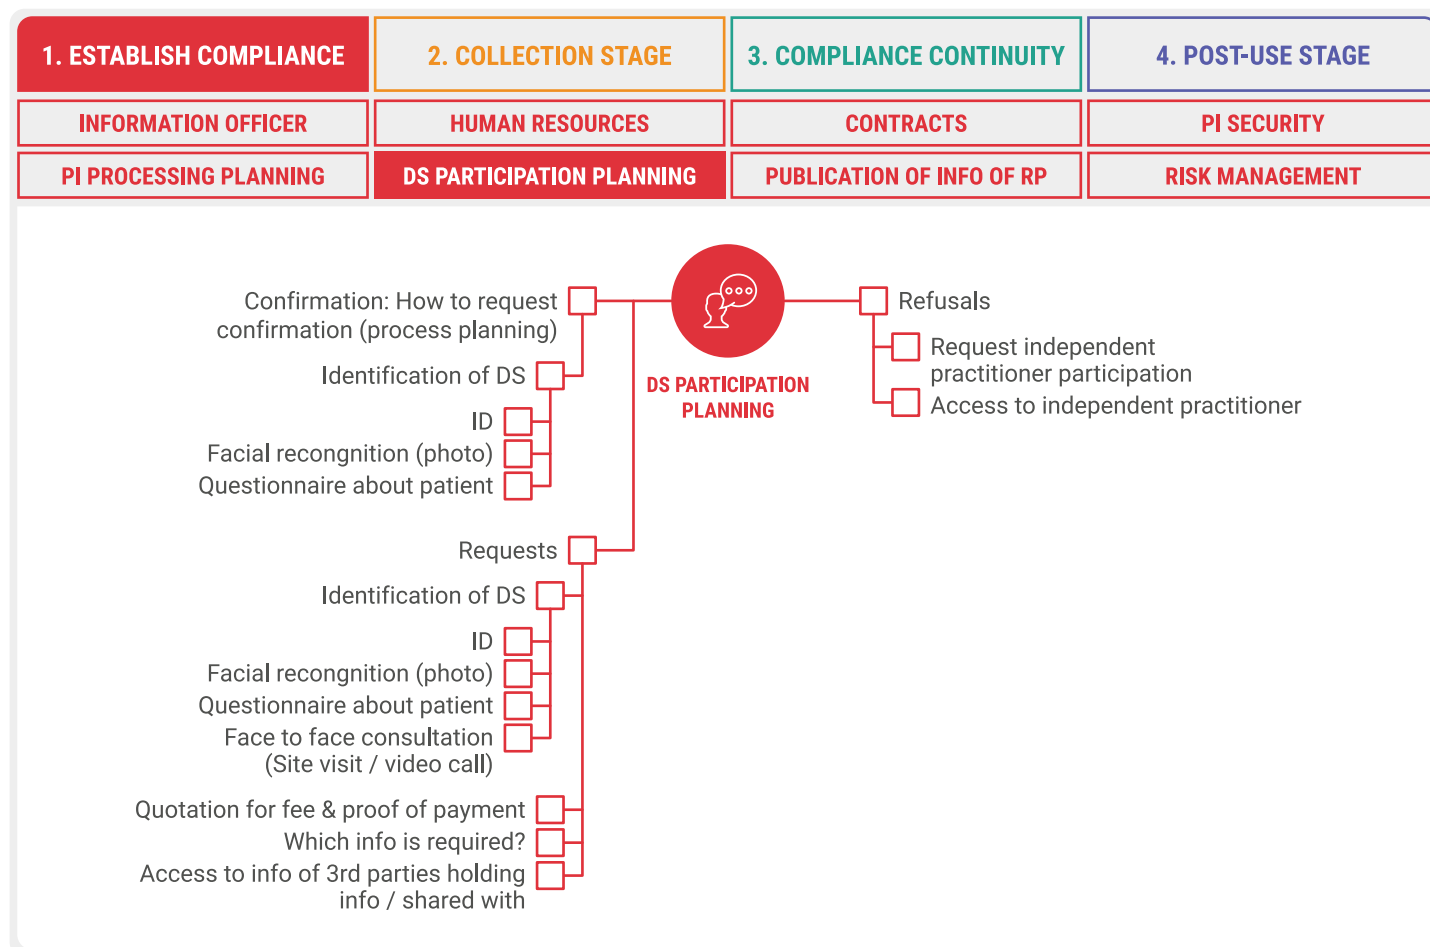 1. ESTABLISH COMPLIANCE
2. COLLECTION STAGE
3. COMPLIANCE CONTINUITY
4. POST-USE STAGE
INFORMATION OFFICER
HUMAN RESOURCES
CONTRACTS
PI SECURITY
PI PROCESSING PLANNING
DS PARTICIPATION PLANNING
PUBLICATION OF INFO OF RP
RISK MANAGEMENT
Confirmation: How to request
confirmation (process planning)
Identification of DS
ID
Facial recongnition (photo)
Questionnaire about patient
Requests
Identification of DS
ID
Facial recongnition (photo)
Questionnaire about patient
Face to face consultation
(Site visit / video call)
Quotation for fee & proof of payment
Which info is required?
Access to info of 3rd parties holding
info / shared with
DS PARTICIPATION
PLANNING
Refusals
Request independent
practitioner participation
Access to independent practitioner